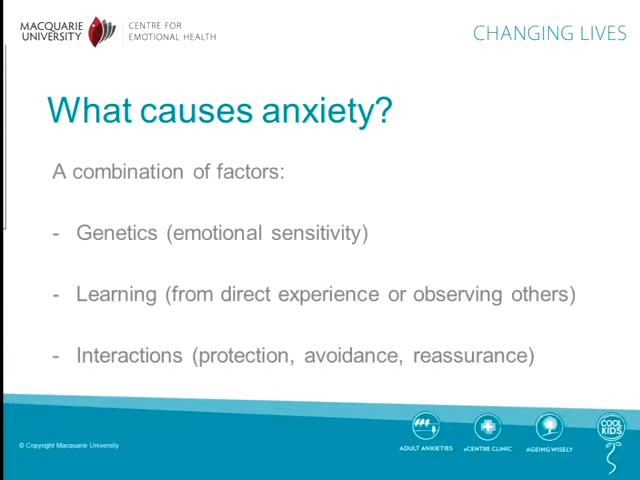 MACQUARIE
UNIVERSITY
CENTRE FOR
EMOTIONAL HEALTH
CHANGING LIVES
What causes anxiety?
A combination of factors:
- Genetics (emotional sensitivity)
- Learning (from direct experience or observing others)
- Interactions (protection, avoidance, reassurance)
© Copyright Macquarie University
ADULT ANXIETIES
eCENTRE CLINIC
AGEING WISELY
COOL
KIDS